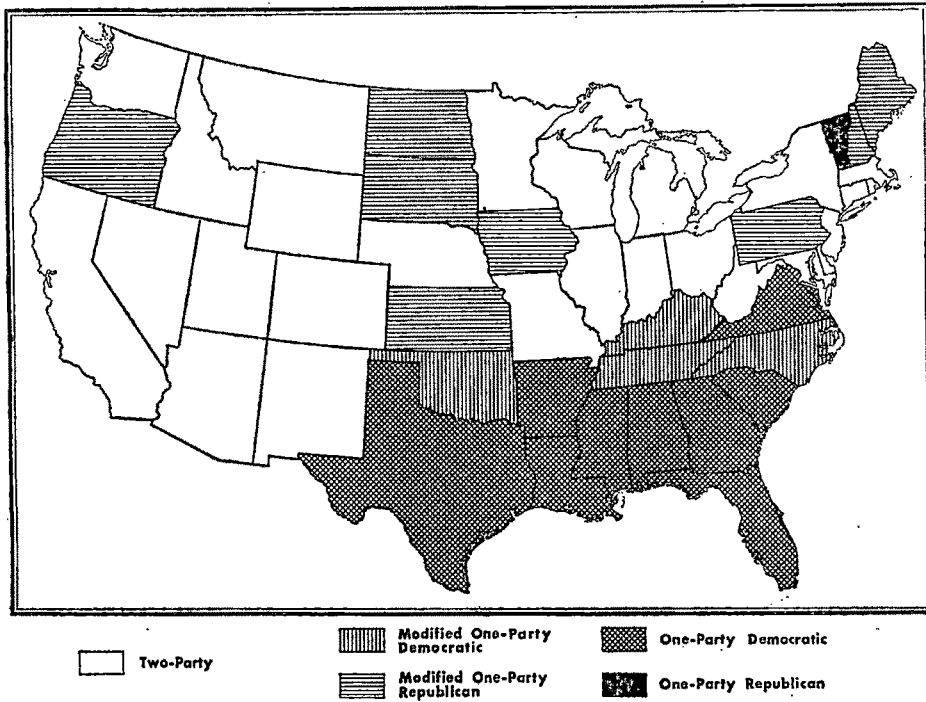 Two-Party
Modified One-Party
Democratic
One-Party Democratic
Modified One-Party
Republican
One-Party Republican